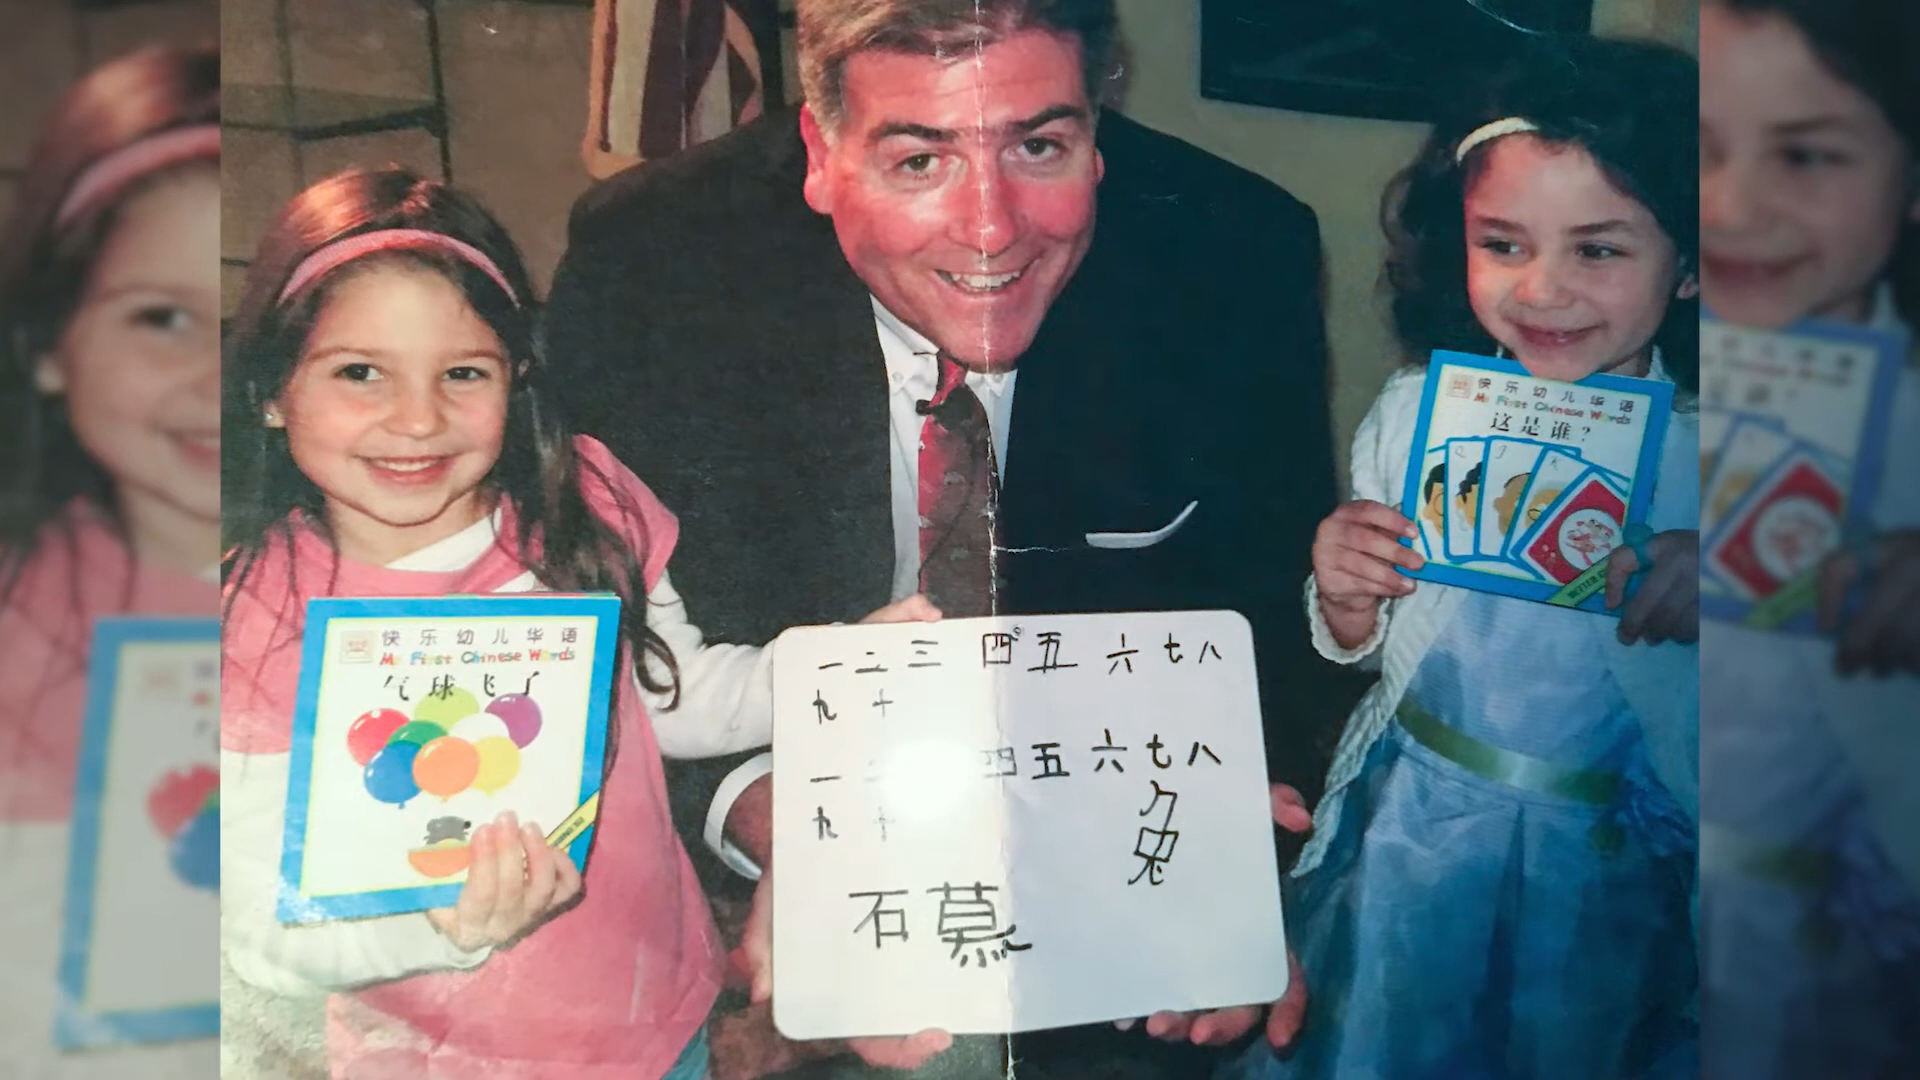 快乐幼儿华语
My First Chinese Words
气球飞了
一二三四五六七八
九十
一 四五六七八
九十
石慕
快乐幼儿华语
My First Chinese Words
这是谁?
Q J K